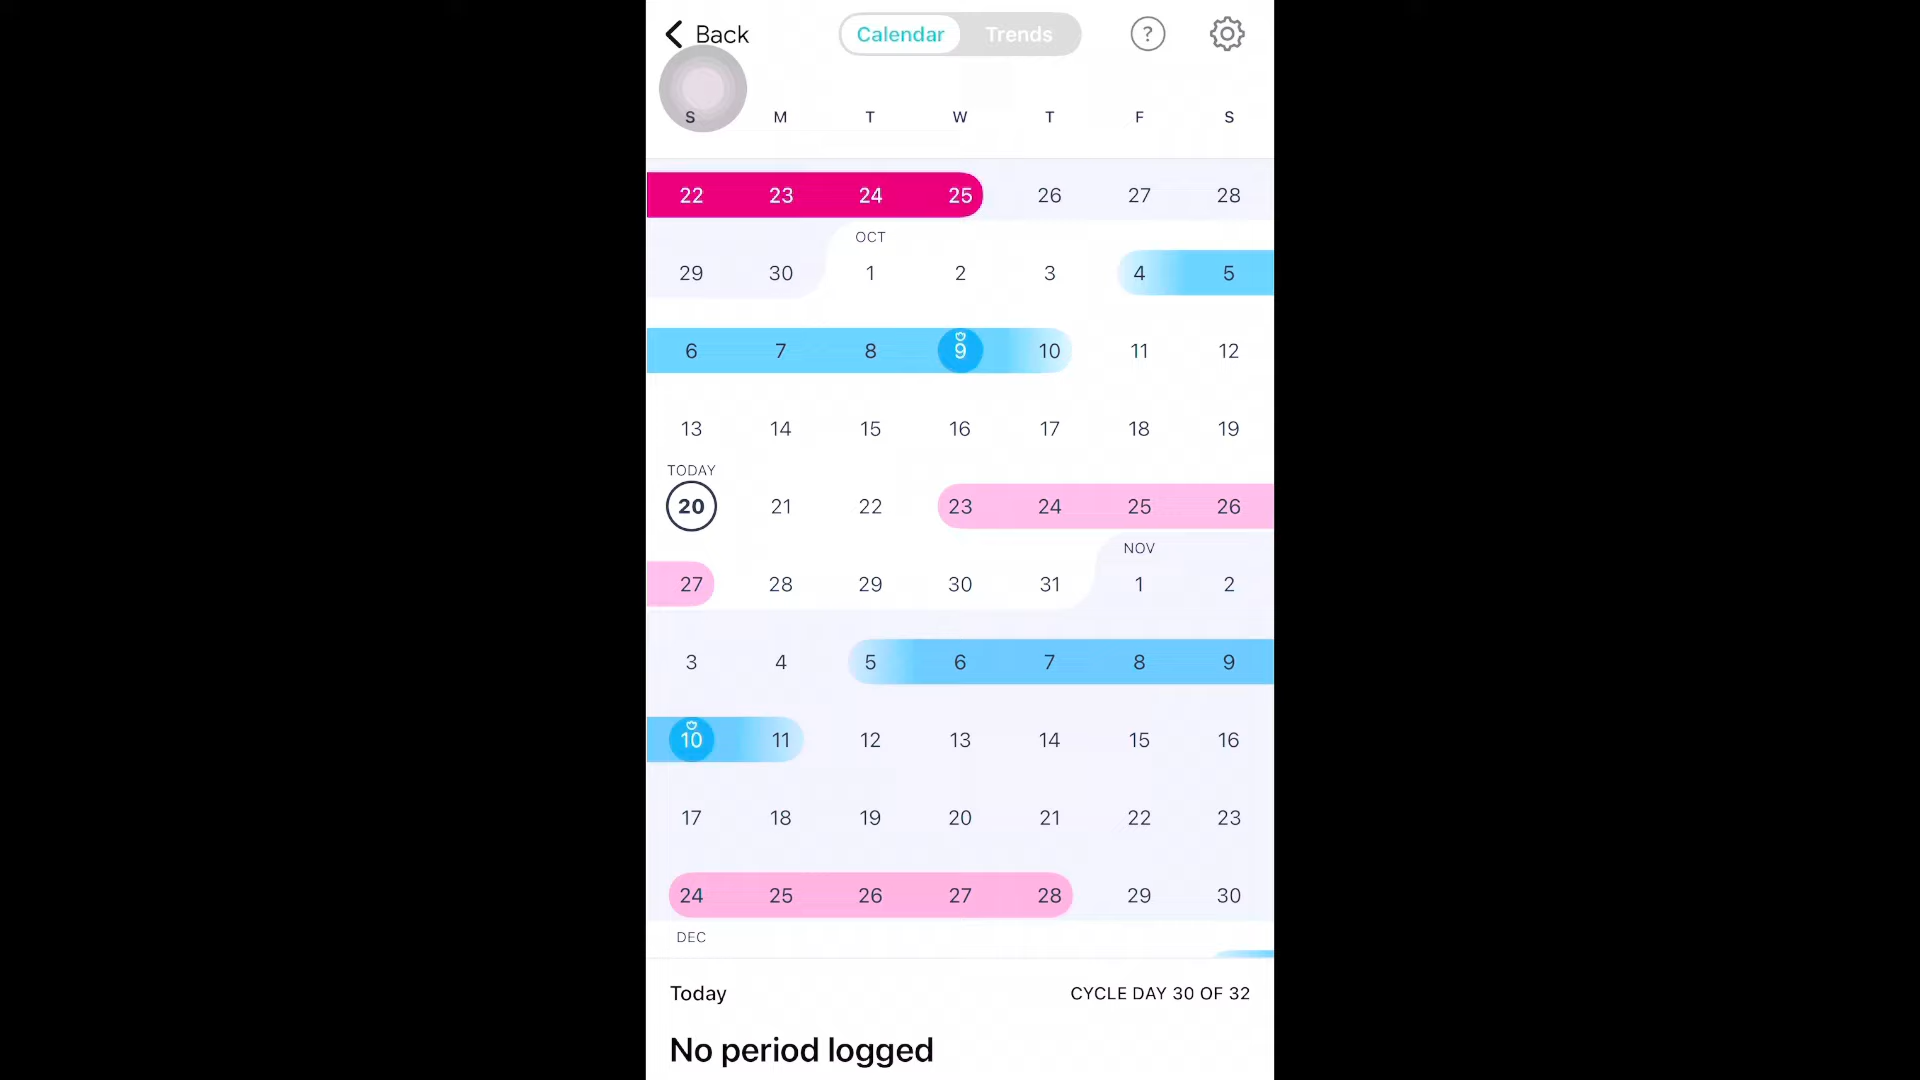 Back Calendar Trends ?
S M T W T F S
22 23 24 25 26 27 28
OCT
29 30 1 2 3 4 5
6 7 8 9 10 11 12
13 14 15 16 17 18 19
TODAY
20 21 22 23 24 25 26
NOV
27 28 29 30 31 1 2
3 4 5 6 7 8 9
10 11 12 13 14 15 16
17 18 19 20 21 22 23
24 25 26 27 28 29 30
DEC
Today CYCLE DAY 30 OF 32
No period logged